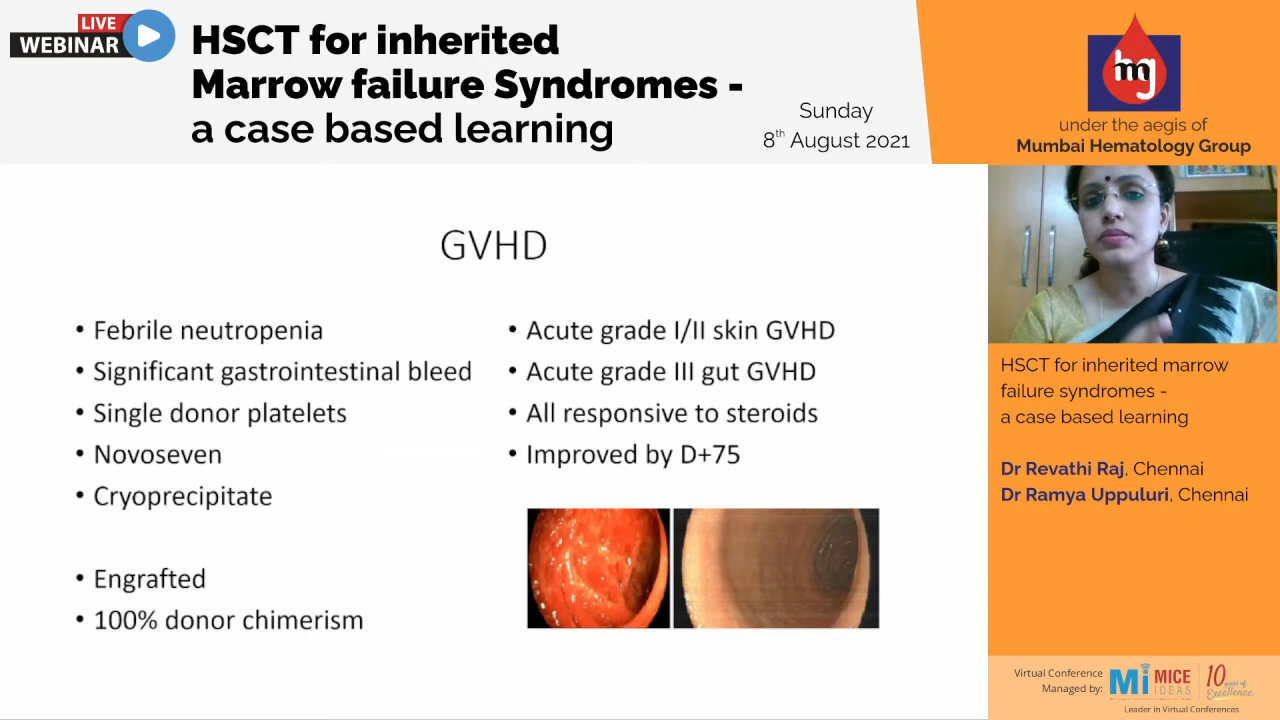 LIVE
WEBINAR
HSCT for inherited
Marrow failure Syndromes -
a case based learning
Sunday
8th August 2021
hmg
under the aegis of
Mumbai Hematology Group
GVHD
• Febrile neutropenia
• Significant gastrointestinal bleed
• Single donor platelets
• Novoseven
• Cryoprecipitate
• Engrafted
• 100% donor chimerism
• Acute grade I/II skin GVHD
• Acute grade III gut GVHD
• All responsive to steroids
• Improved by D+75
HSCT for inherited marrow
failure syndromes -
a case based learning
Dr Revathi Raj, Chennai
Dr Ramya Uppuluri, Chennai
Virtual Conference
Managed by:
Mi MICE
IDEAS
10 years of
Excellence
Leader in Virtual Conferences